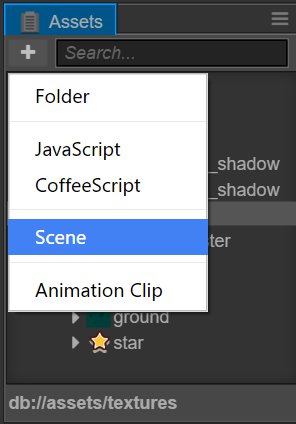 Assets
Search...
Folder
JavaScript
_shadow
CoffeeScript
_shadow
Scene
ter
Animation Clip
ground
star
db://assets/textures